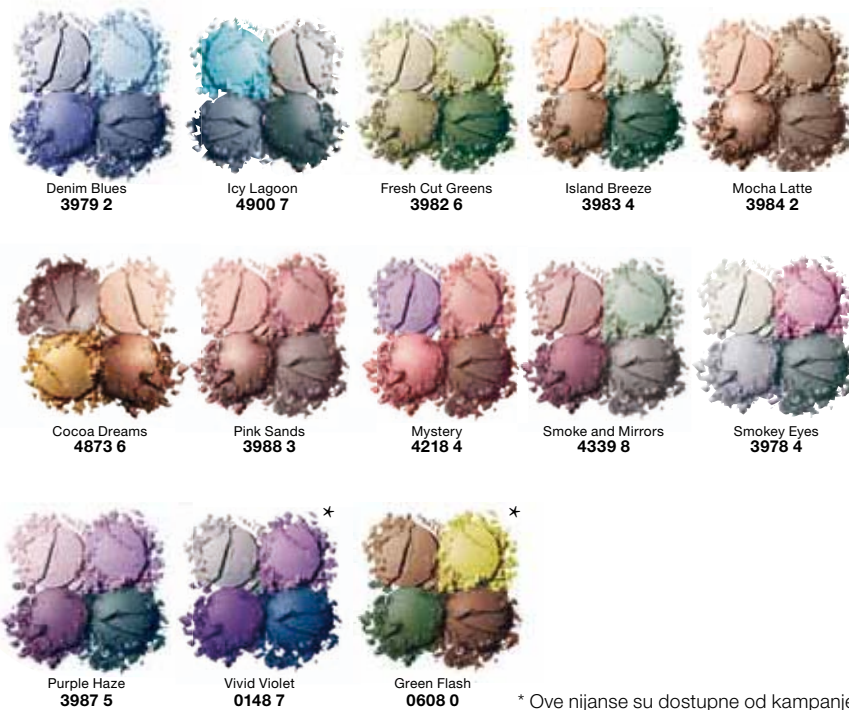 Denim Blues
3979 2
Icy Lagoon
4900 7
Fresh Cut Greens
3982 6
Island Breeze
3983 4
Mocha Latte
3984 2
Cocoa Dreams
4873 6
Pink Sands
3988 3
Mystery
4218 4
Smoke and Mirrors
4339 8
Smokey Eyes
3978 4
*
*
Purple Haze
3987 5
Vivid Violet
0148 7
Green Flash
0608 0
* Ove nijanse su dostupne od kampanje